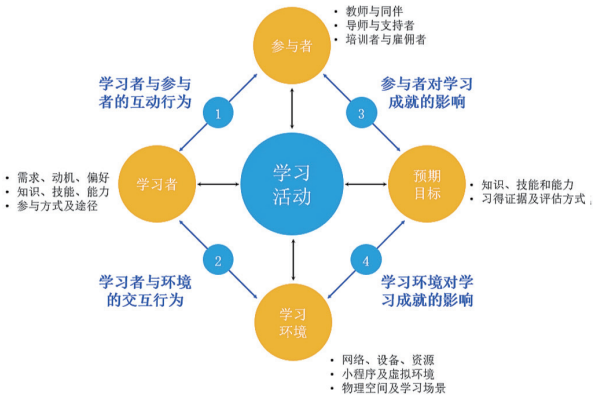 • 教师与同伴
• 导师与支持者
• 培训者与雇佣者
参与者
学习者与参与
者的互动行为
1
3
参与者对学习
成就的影响
• 需求、动机、偏好
• 知识、技能、能力
• 参与方式及途径
学习者
学习
活动
预期
目标
• 知识、技能和能力
• 习得证据及评估方式
学习者与环境
的交互行为
2
4
学习环境对学
习成就的影响
学习
环境
• 网络、设备、资源
• 小程序及虚拟环境
• 物理空间及学习场景